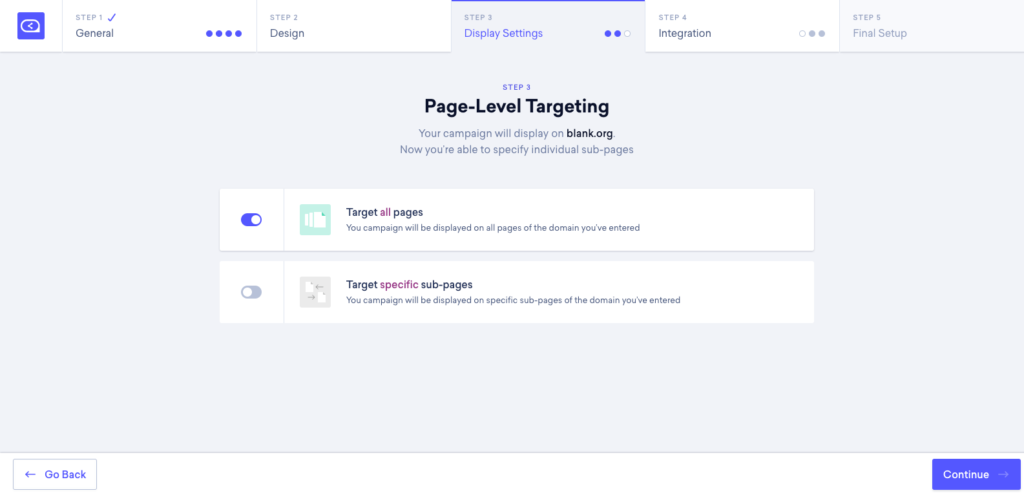 STEP 1
General
STEP 2
Design
STEP 3
Display Settings
STEP 4
Integration
STEP 5
Final Setup
STEP 3
Page-Level Targeting
Your campaign will display on blank.org.
Now you're able to specify individual sub-pages
Target all pages
You campaign will be displayed on all pages of the domain you've entered
Target specific sub-pages
You campaign will be displayed on specific sub-pages of the domain you've entered
Go Back
Continue